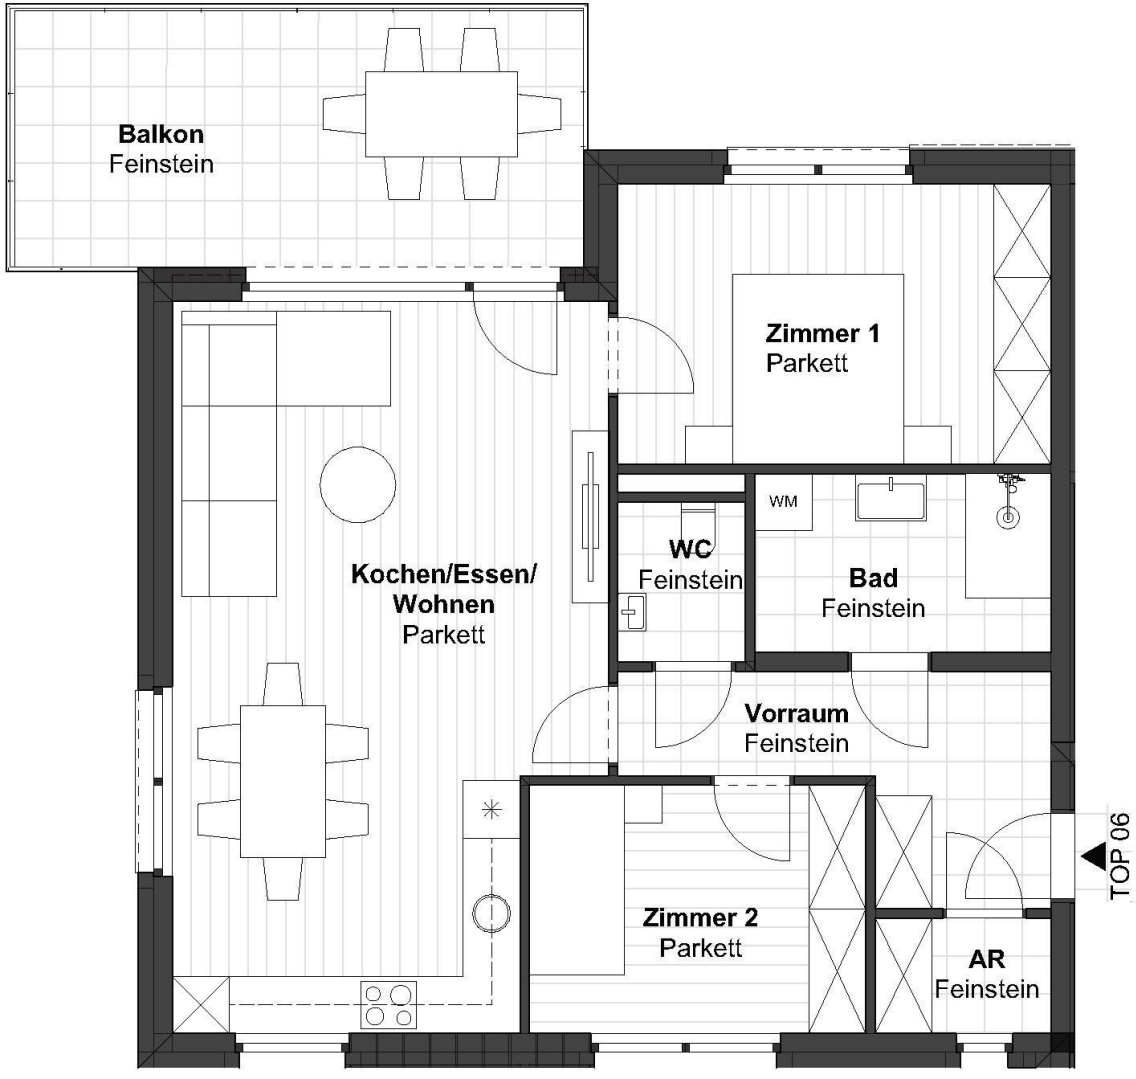 Balkon
Feinstein
Zimmer 1
Parkett
WM
WC
Feinstein
Kochen/Essen/
Wohnen
Parkett
Bad
Feinstein
Vorraum
Feinstein
TOP 06
Zimmer 2
Parkett
AR
Feinstein